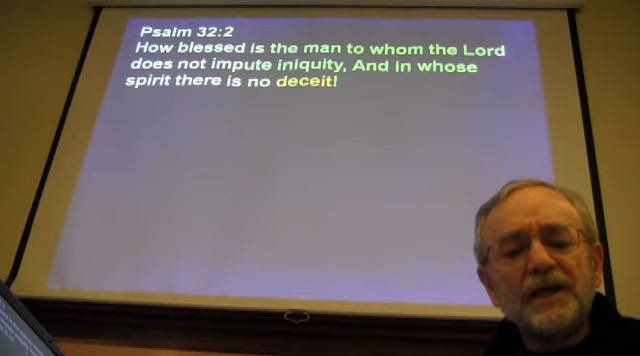 Psalm 32:2
How blessed is the man to whom the Lord
does not impute iniquity, And in whose
spirit there is no deceit!